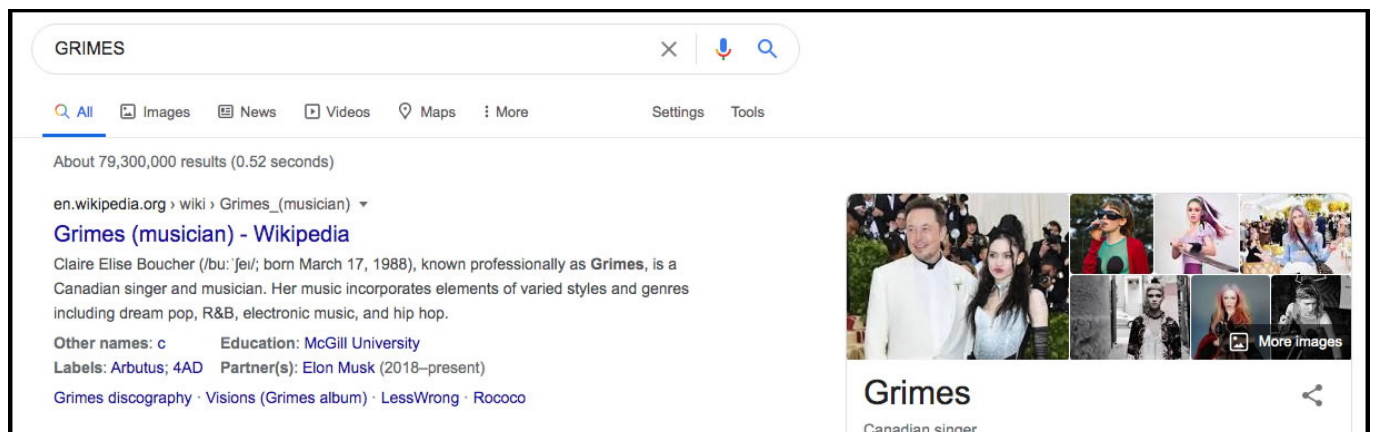 GRIMES
All Images News Videos Maps More Settings Tools
About 79,300,000 results (0.52 seconds)
en.wikipedia.org › wiki › Grimes_(musician)
Grimes (musician) - Wikipedia
Claire Elise Boucher (/buːˈʃeɪ/; born March 17, 1988), known professionally as Grimes, is a
Canadian singer and musician. Her music incorporates elements of varied styles and genres
including dream pop, R&B, electronic music, and hip hop.
Other names: c Education: McGill University
Labels: Arbutus; 4AD Partner(s): Elon Musk (2018–present)
Grimes discography · Visions (Grimes album) · LessWrong · Rococo
More images
Grimes
Canadian singer